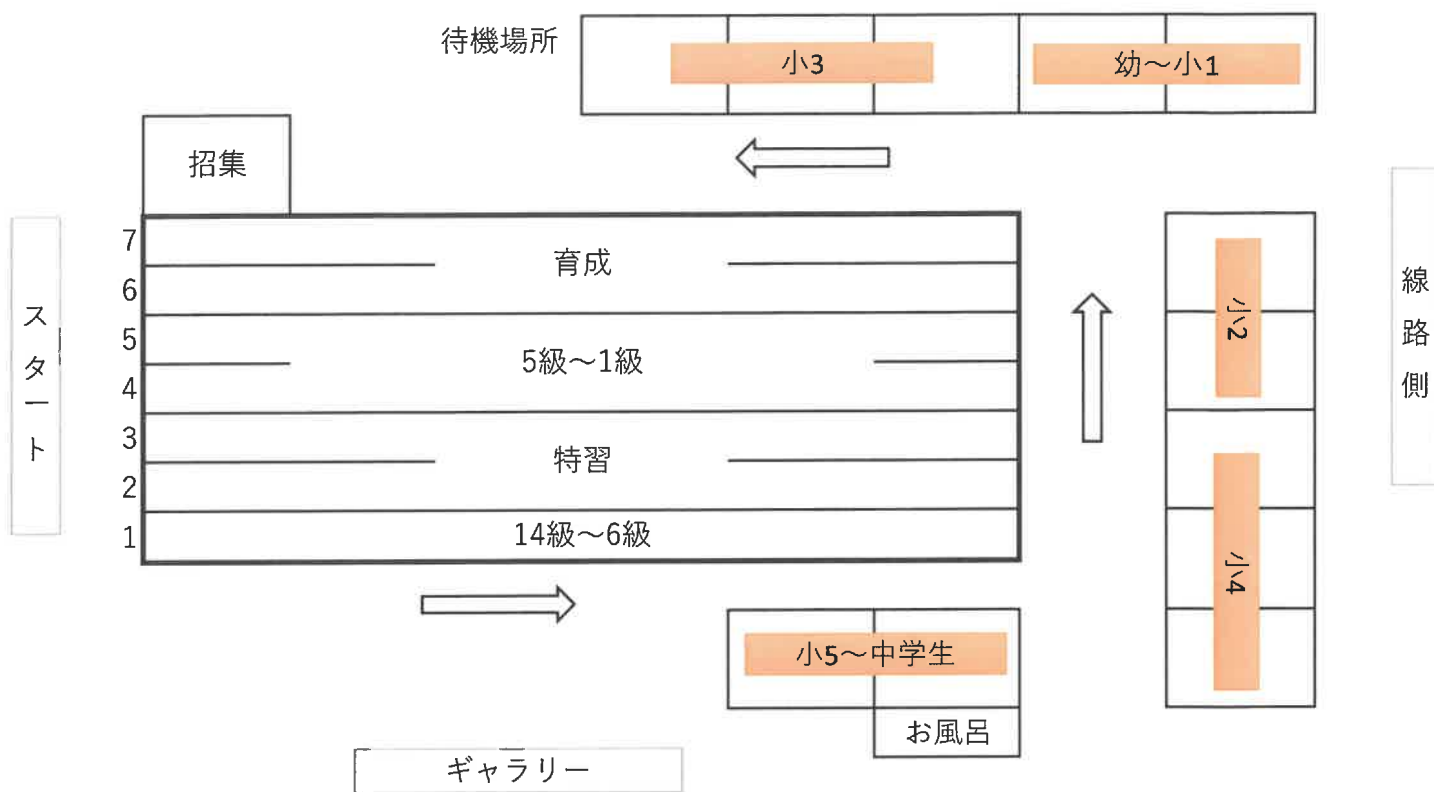 待機場所
小3
幼～小1
招集
スタート
7
育成
6
5
5級～1級
4
3
特習
2
1
14級～6級
小2
小4
線路側
小5～中学生
お風呂
ギャラリー